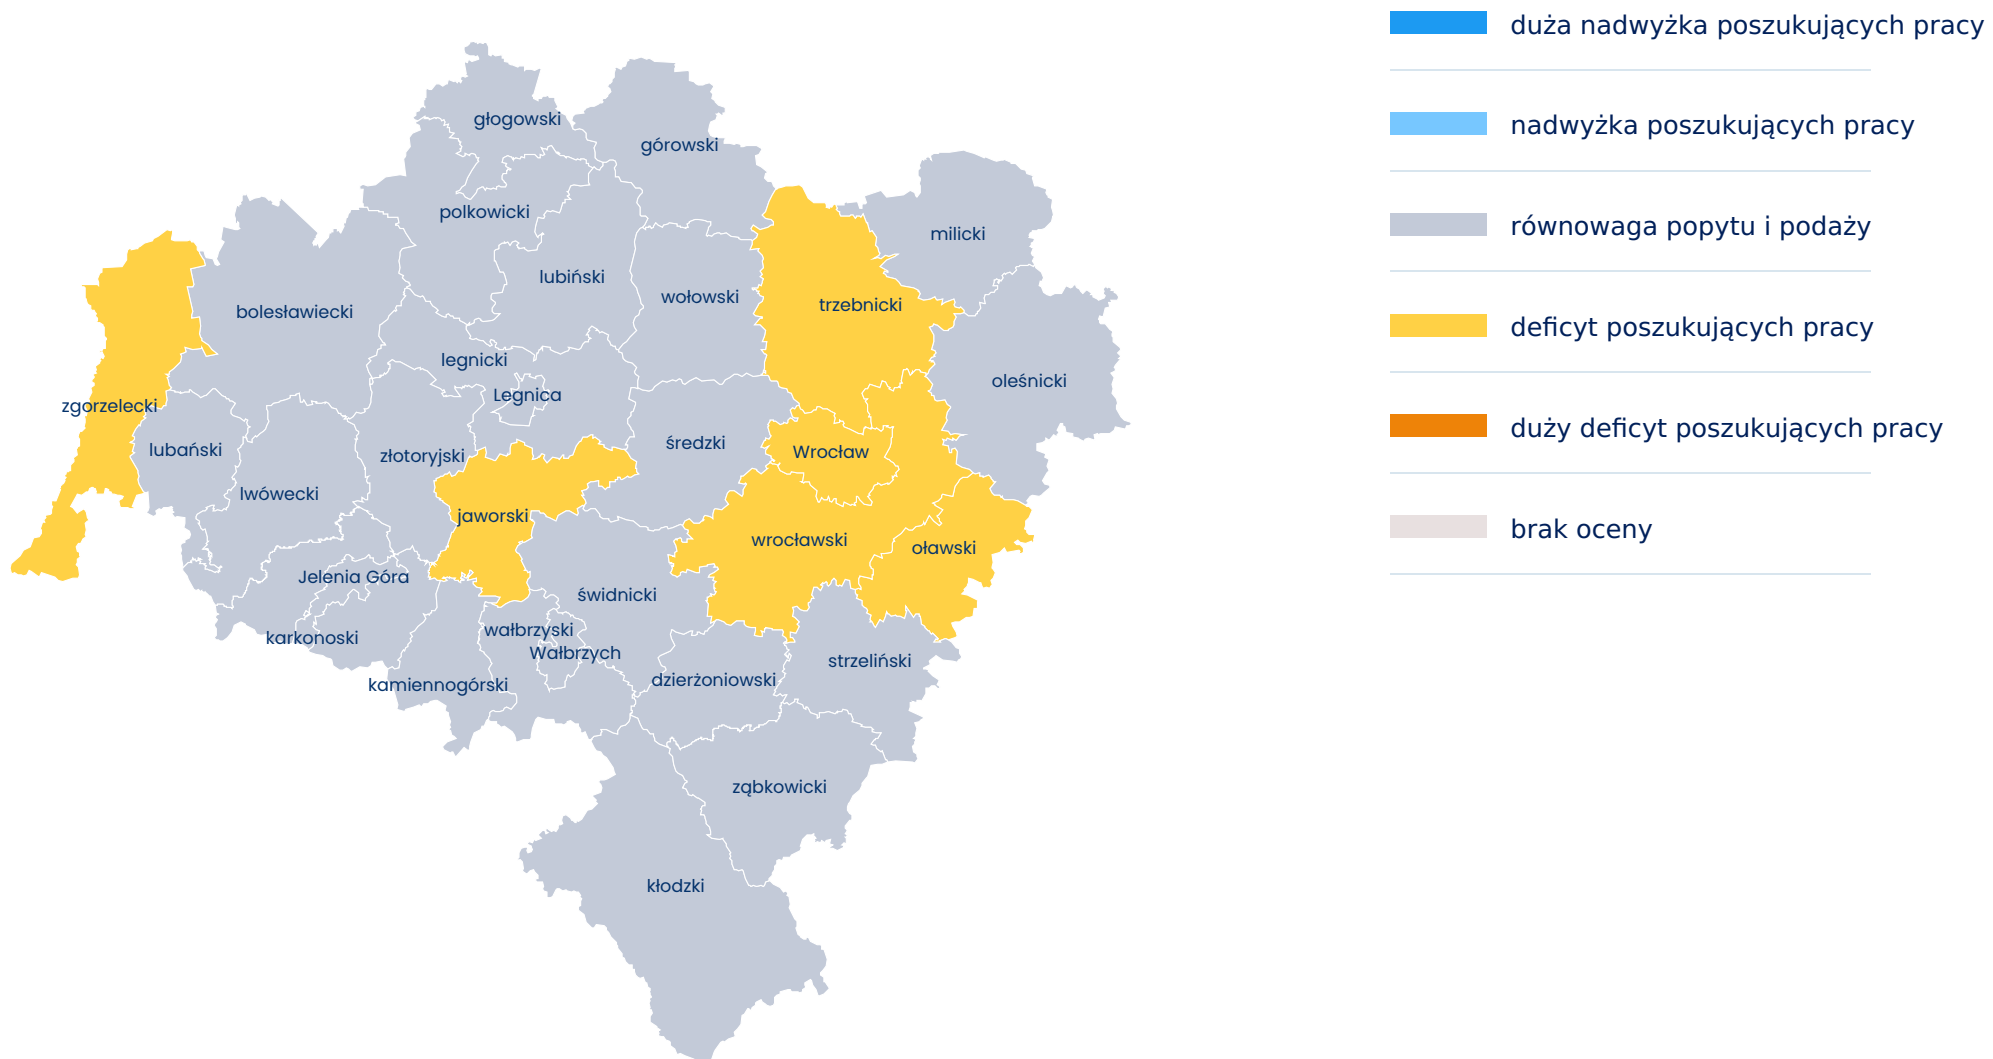 duża nadwyżka poszukujących pracy
nadwyżka poszukujących pracy
równowaga popytu i podaży
deficyt poszukujących pracy
duży deficyt poszukujących pracy
brak oceny
głogowski
górowski
polkowicki
milicki
lubiński
wołowski
trzebnicki
bolesławiecki
legnicki
Legnica
oleśnicki
zgorzelecki
lubański
złotoryjski
średzki
Wrocław
lwówecki
jaworski
wrocławski
oławski
Jelenia Góra
świdnicki
karkonoski
wałbrzyski
Wałbrzych
strzeliński
kamiennogórski
dzierżoniowski
ząbkowicki
kłodzki